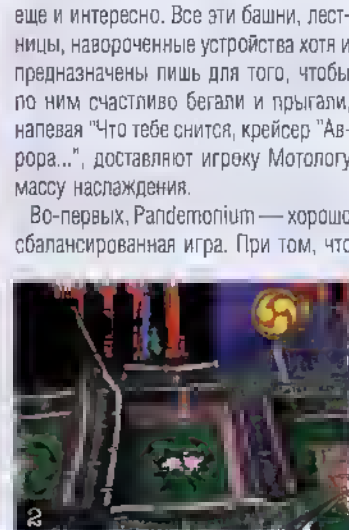 еще и интересно. Все эти башни, лест-
ницы, навороченные устройства хотя и
предназначены лишь для того, чтобы
по ним счастливо бегали и прыгали,
напевая "Что тебе снится, крейсер "Ав-
рора...", доставляют игроку Мотологу
массу наслаждения.
Во-первых, Pandemonium — хорошо
сбалансированная игра. При том, что
2